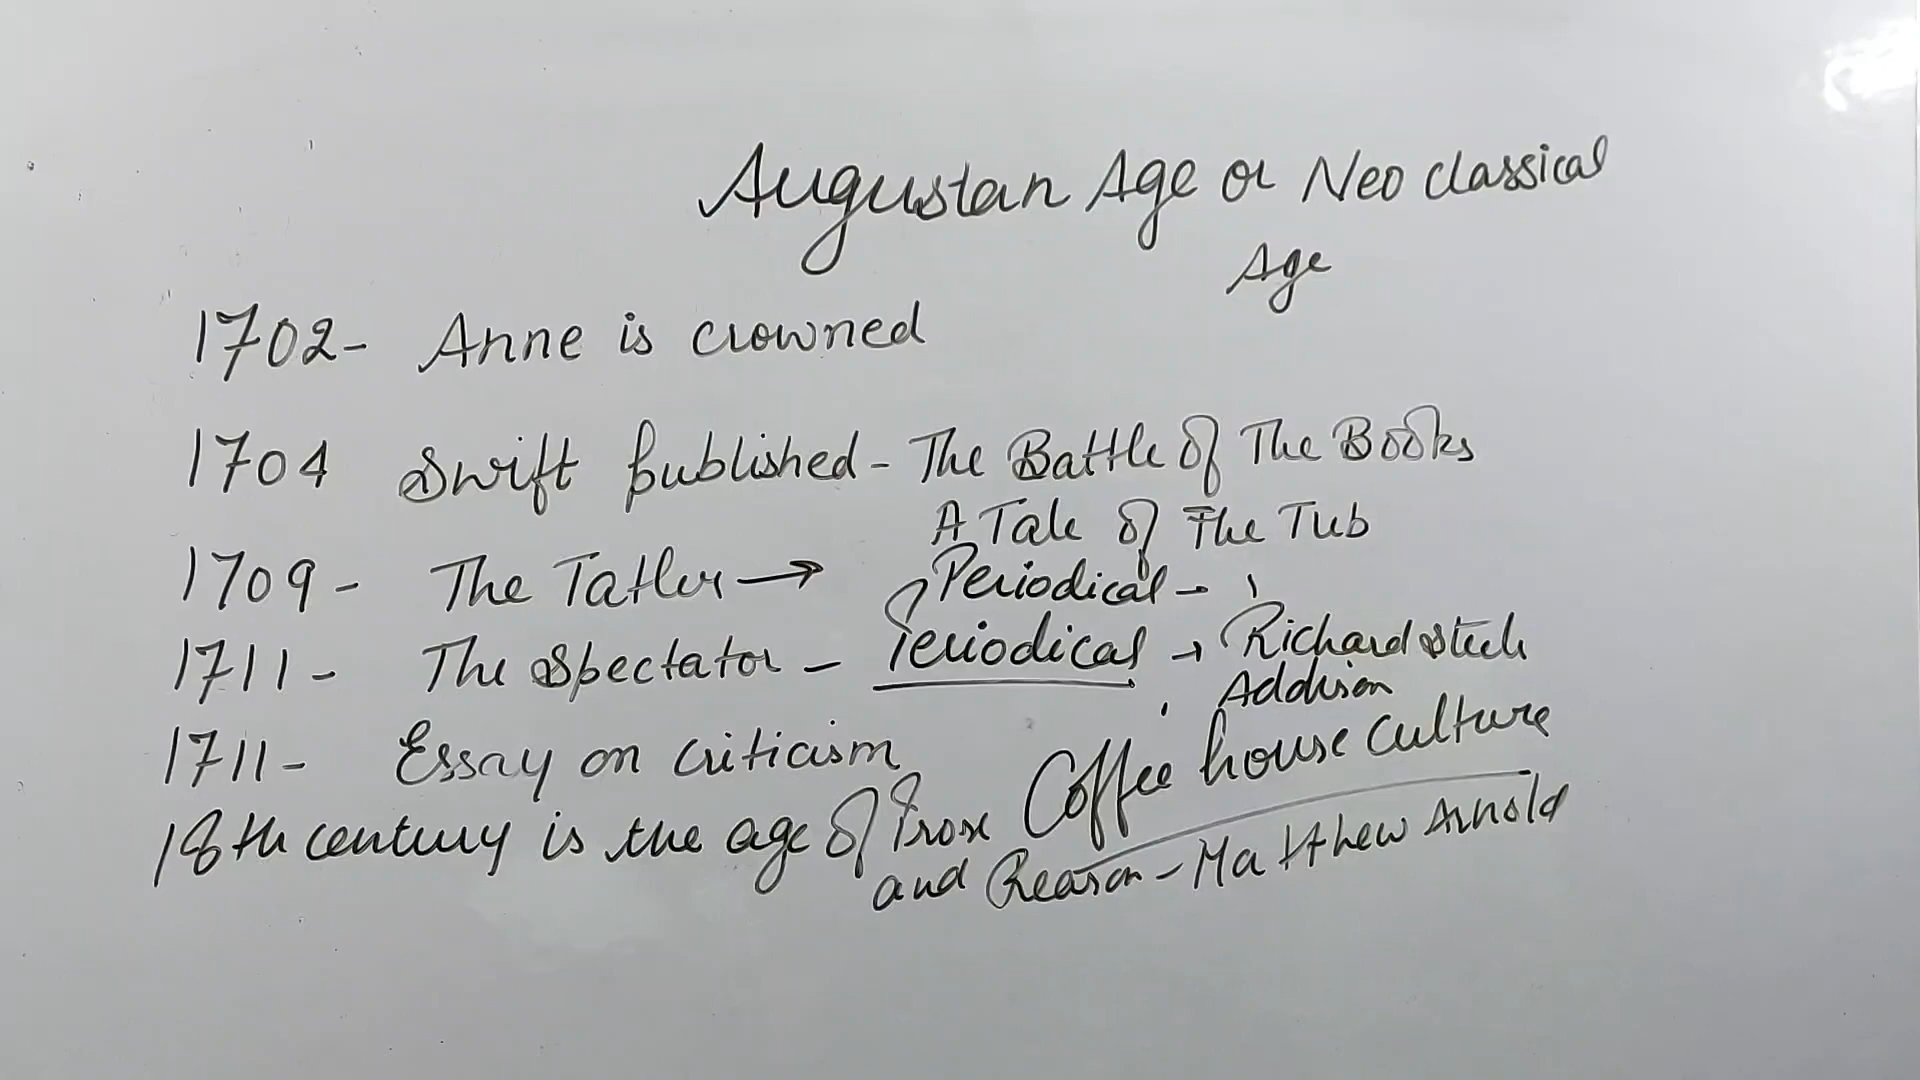 Augustan Age or Neo classical
Age
1702- Anne is crowned
1704 Swift published - The Battle of The Books
A Tale of The Tub
1709 - The Tatler → Periodical -
1711 - The Spectator - Periodical → Richard Steele
Addison
1711 - Essay on criticism
Coffee house culture
18th century is the age of Prose
and Reason - Matthew Arnold